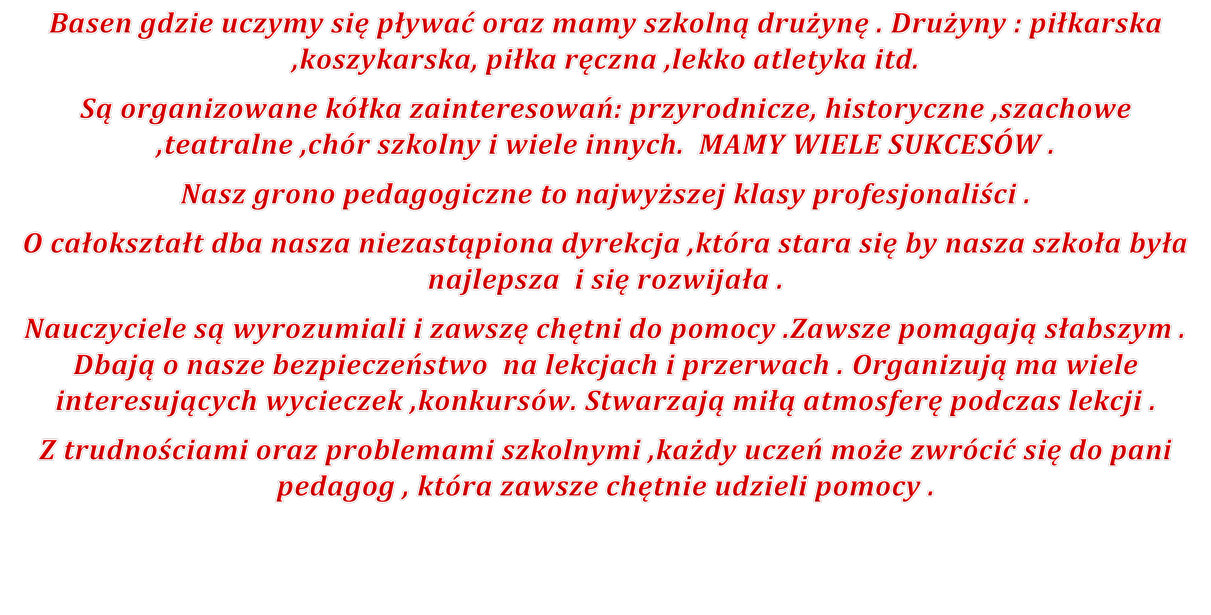 Basen gdzie uczymy się pływać oraz mamy szkolną drużynę . Drużyny : piłkarska
,koszykarska, piłka ręczna ,lekko atletyka itd.
Są organizowane kółka zainteresowań: przyrodnicze, historyczne ,szachowe
,teatralne ,chór szkolny i wiele innych.  MAMY WIELE SUKCESÓW .
Nasz grono pedagogiczne to najwyższej klasy profesjonaliści .
O całokształt dba nasza niezastąpiona dyrekcja ,która stara się by nasza szkoła była
najlepsza  i się rozwijała .
Nauczyciele są wyrozumiali i zawszę chętni do pomocy .Zawsze pomagają słabszym .
Dbają o nasze bezpieczeństwo  na lekcjach i przerwach . Organizują ma wiele
interesujących wycieczek ,konkursów. Stwarzają miłą atmosferę podczas lekcji .
Z trudnościami oraz problemami szkolnymi ,każdy uczeń może zwrócić się do pani
pedagog , która zawsze chętnie udzieli pomocy .